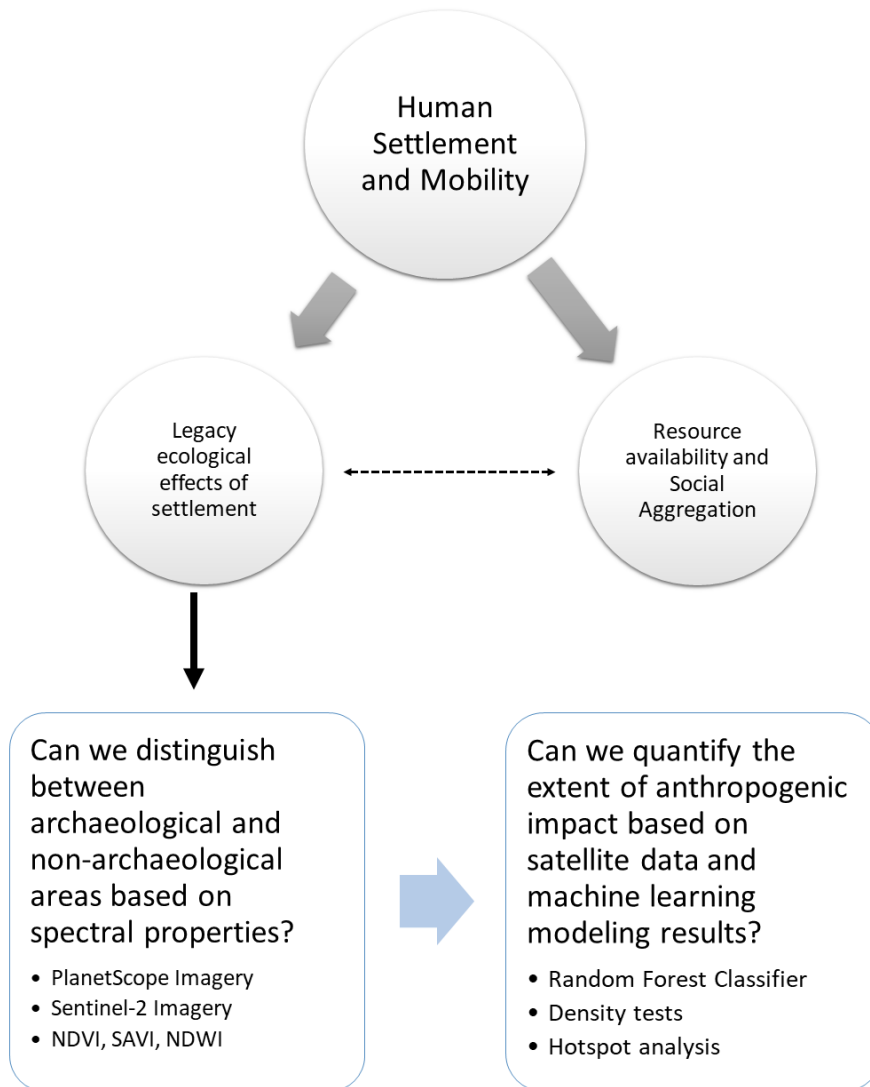 Human
Settlement
and Mobility
Legacy
ecological
effects of
settlement
Resource
availability and
Social
Aggregation
Can we distinguish
between
archaeological and
non-archaeological
areas based on
spectral properties?
• PlanetScope Imagery
• Sentinel-2 Imagery
• NDVI, SAVI, NDWI
Can we quantify the
extent of anthropogenic
impact based on
satellite data and
machine learning
modeling results?
• Random Forest Classifier
• Density tests
• Hotspot analysis